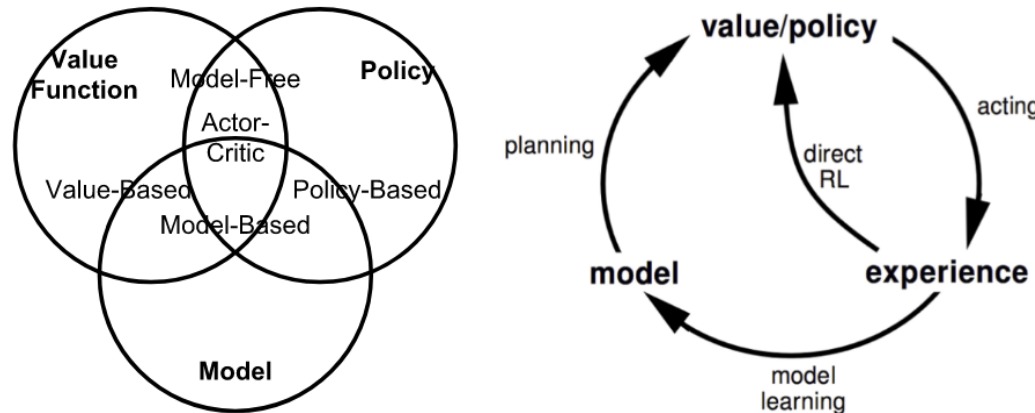 Value
Function
Model-Free
Policy
Actor-
Critic
Value-Based
Policy-Based
Model-Based
Model
value/policy
acting
planning
direct
RL
model
experience
model
learning